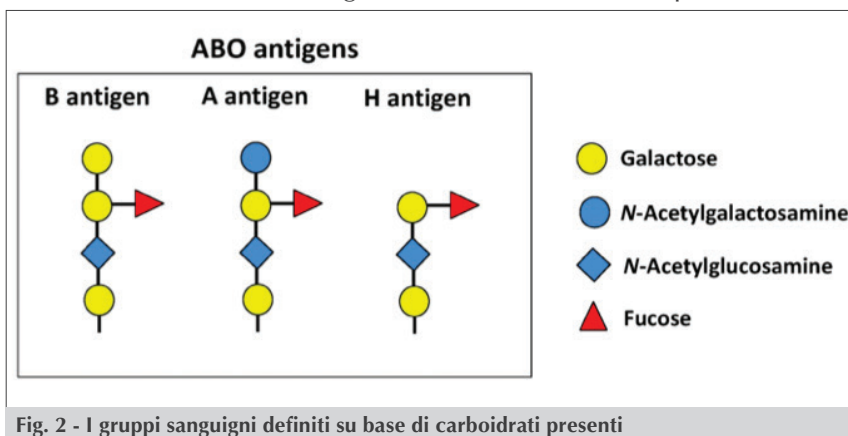 ABO antigens
B antigen A antigen H antigen
Galactose
N-Acetylgalactosamine
N-Acetylglucosamine
Fucose
Fig. 2 - I gruppi sanguigni definiti su base di carboidrati presenti